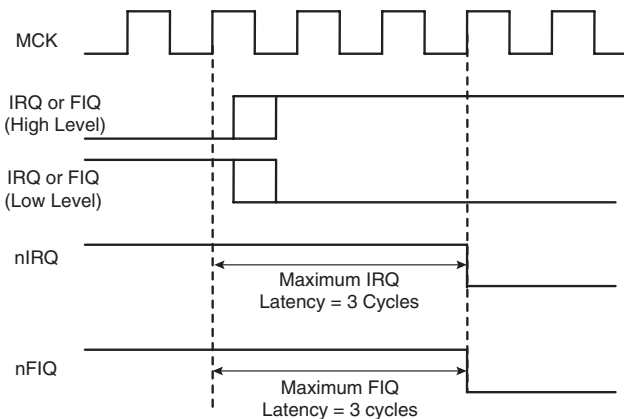 MCK
IRQ or FIQ
(High Level)
IRQ or FIQ
(Low Level)
nIRQ
Maximum IRQ
Latency = 3 Cycles
nFIQ
Maximum FIQ
Latency = 3 cycles